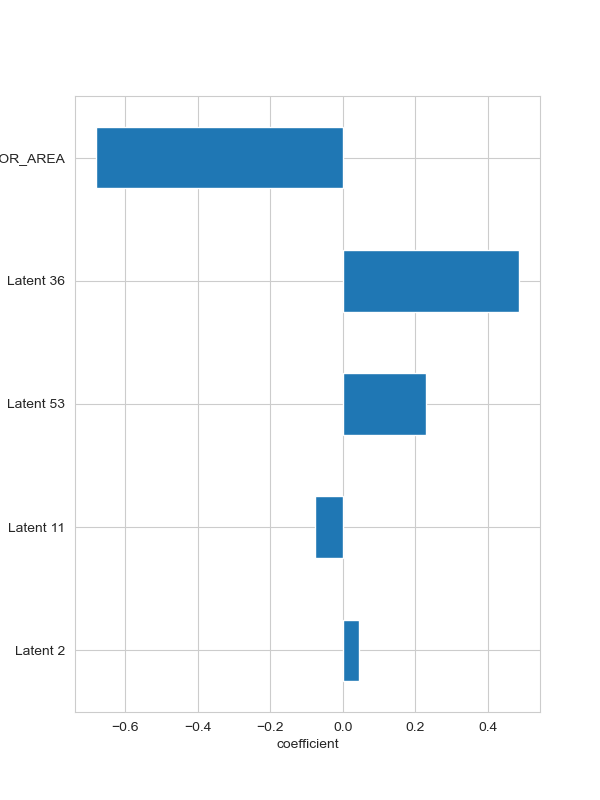 OR_AREA
Latent 36
Latent 53
Latent 11
Latent 2
−0.6 −0.4 −0.2 0.0 0.2 0.4
coefficient